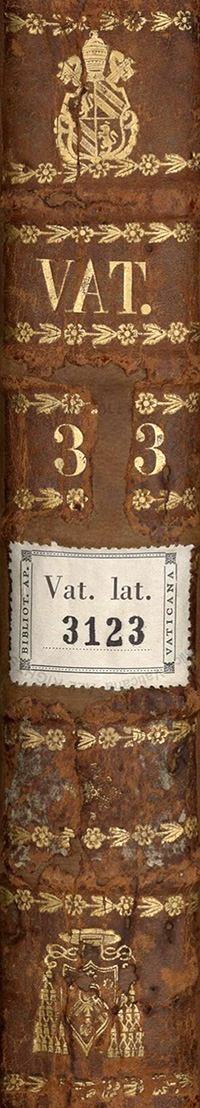 VAT.
3 3
BIBLIOT. AP.
VATICANA
Vat. lat.
3123